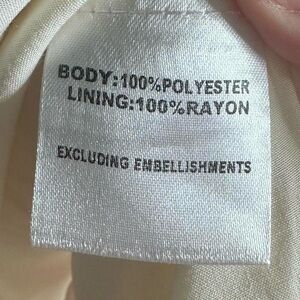 BODY:100%POLYESTER
LINING:100%RAYON
EXCLUDING EMBELLISHMENTS